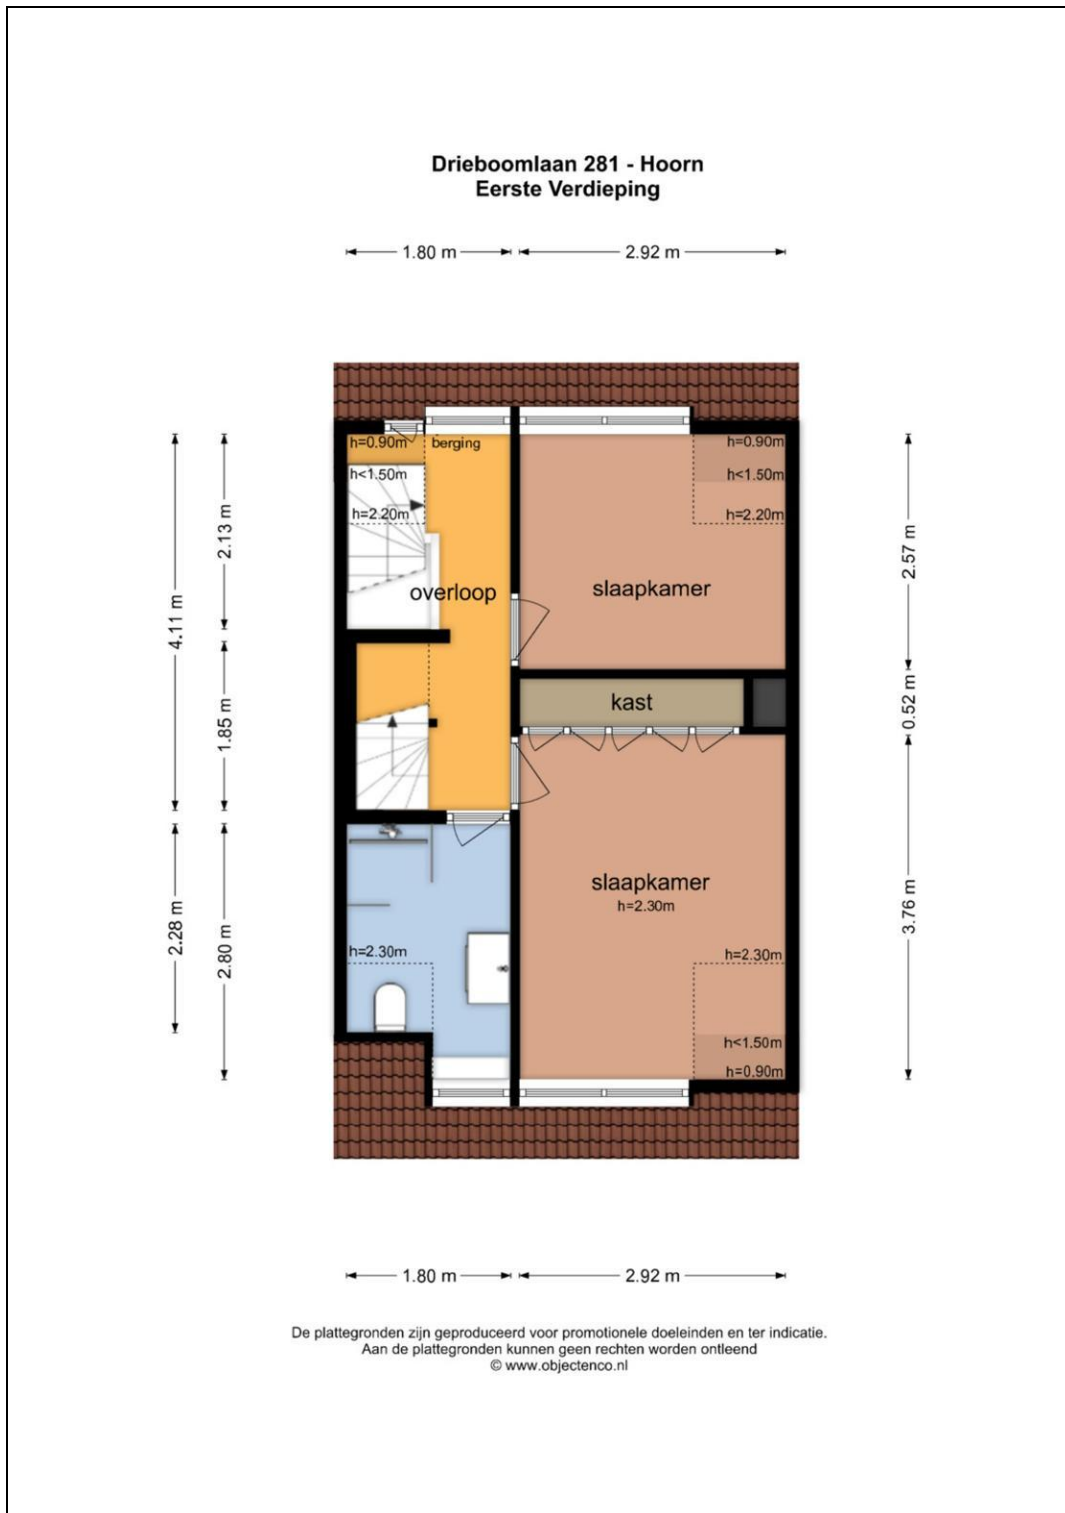 Drieboomlaan 281 - Hoorn
Eerste Verdieping
1.80 m
2.92 m
h=0.90m
berging
h=0.90m
h<1.50m
h<1.50m
h=2.20m
h=2.20m
2.13 m
2.57 m
4.11 m
overloop
slaapkamer
kast
0.52 m
1.85 m
slaapkamer
h=2.30m
3.76 m
2.28 m
2.80 m
h=2.30m
h=2.30m
h<1.50m
h=0.90m
1.80 m
2.92 m
De plattegronden zijn geproduceerd voor promotionele doeleinden en ter indicatie.
Aan de plattegronden kunnen geen rechten worden ontleend
© www.objectenco.nl